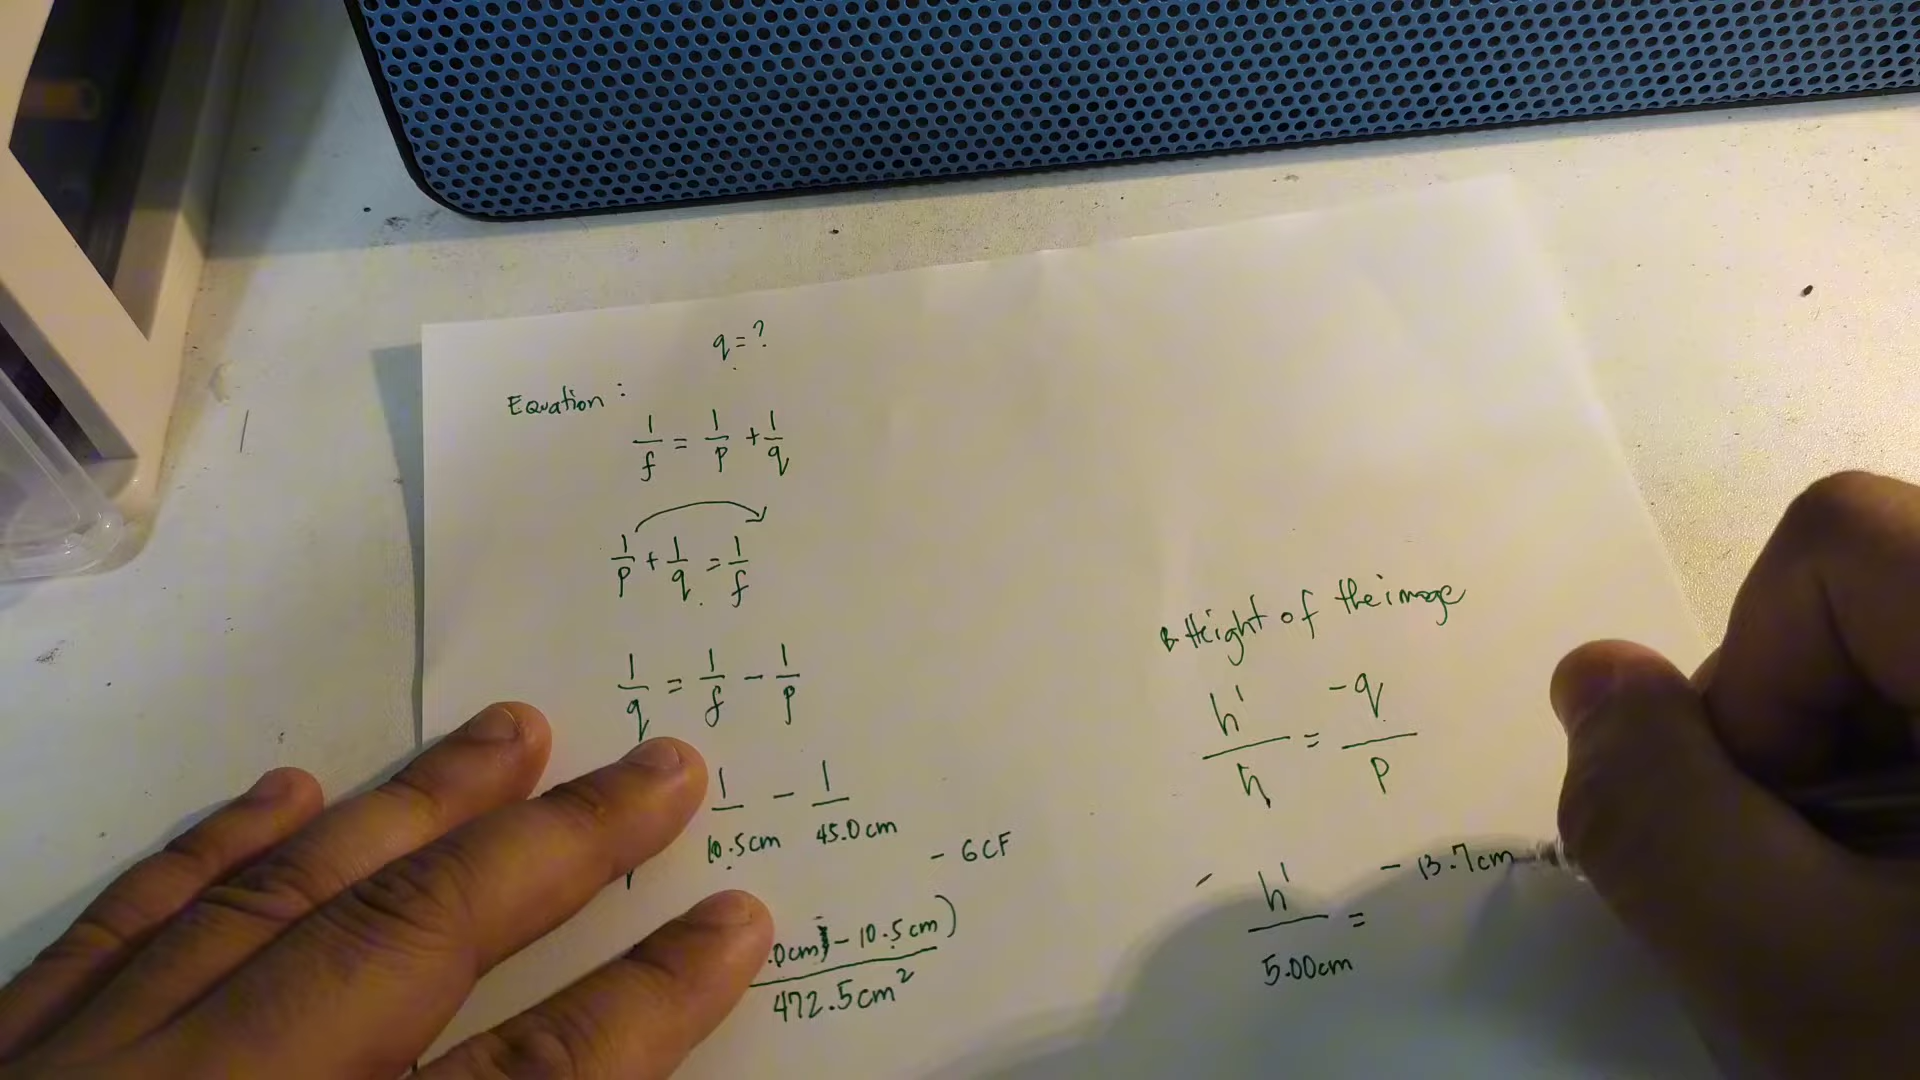 q = ?
Equation :
1/f = 1/p + 1/q
1/p + 1/q = 1/f
1/q = 1/f - 1/p
1/10.5cm - 1/45.0cm
- GCF
.0cm) - 10.5cm) / 472.5cm²
Height of the image
h'/h = -q/p
h'/5.00cm = - 13.7cm